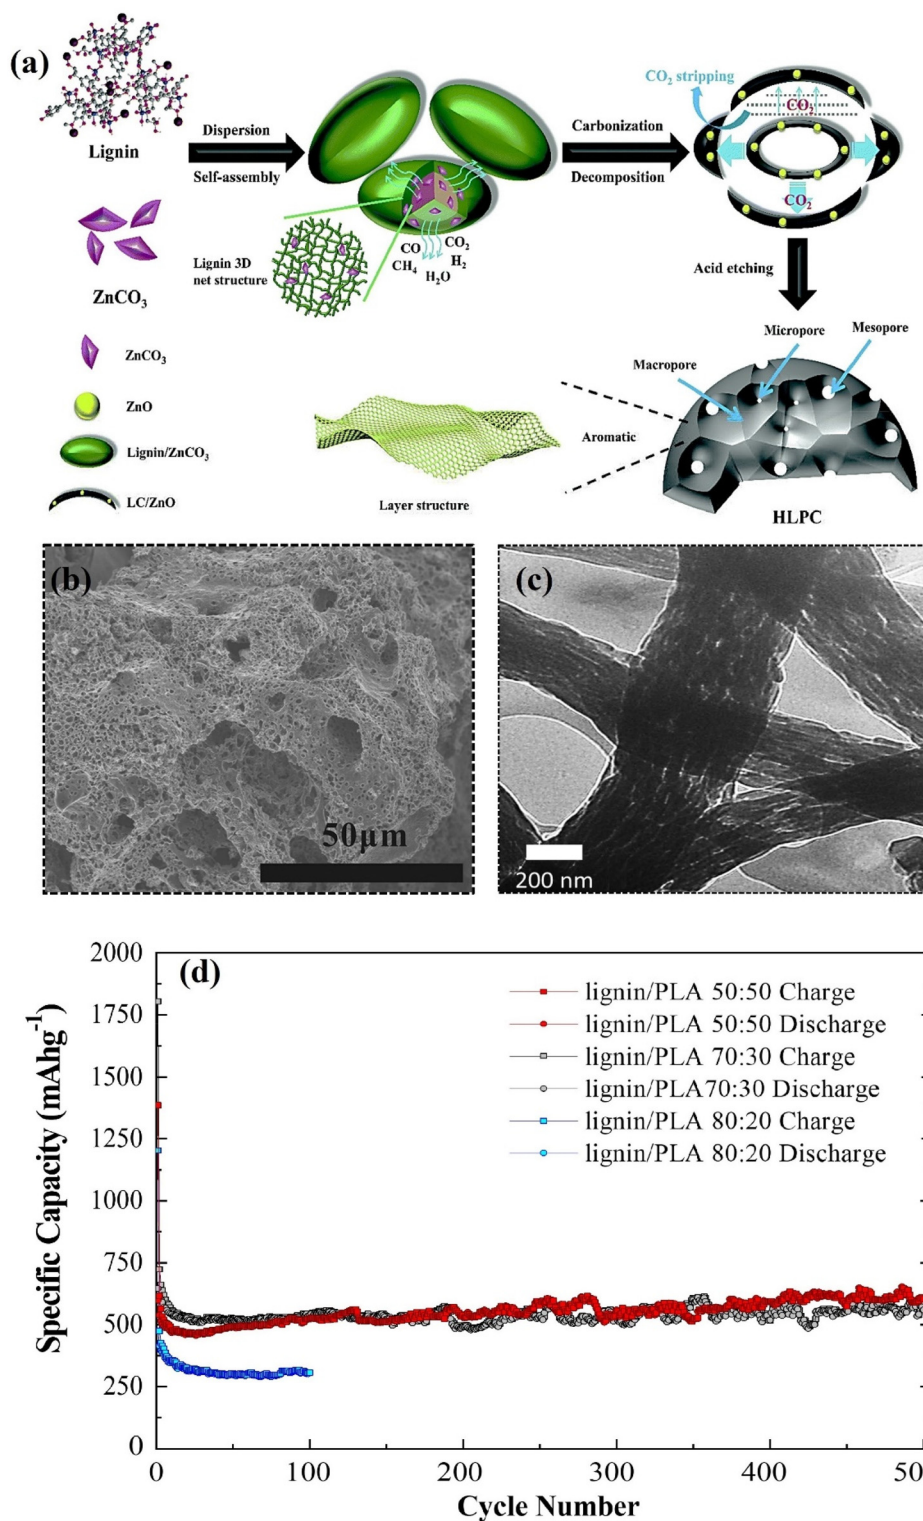 (a)
Lignin
Dispersion
Self-assembly
Carbonization
Decomposition
CO2 stripping
CO2
CO2
ZnCO3
Lignin 3D
net structure
CO
CH4
H2O
CO2
H2
Acid etching
Micropore
Mesopore
Macropore
ZnCO3
ZnO
Lignin/ZnCO3
LC/ZnO
Layer structure
Aromatic
HLPC
(b)
50µm
(c)
200 nm
(d)
lignin/PLA 50:50 Charge
lignin/PLA 50:50 Discharge
lignin/PLA 70:30 Charge
lignin/PLA70:30 Discharge
lignin/PLA 80:20 Charge
lignin/PLA 80:20 Discharge
Specific Capacity (mAhg-1)
2000
1750
1500
1250
1000
750
500
250
0
0 100 200 300 400 500
Cycle Number